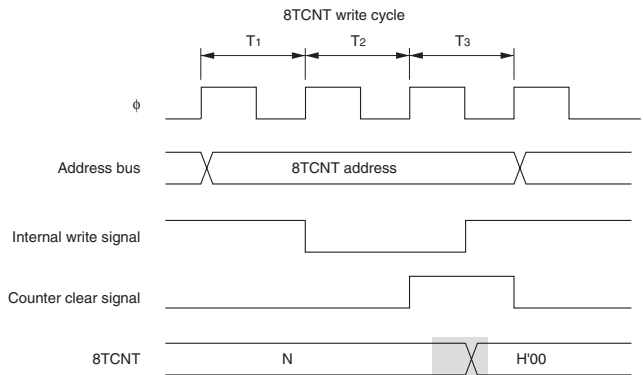 8TCNT write cycle
T1 T2 T3
ϕ
Address bus 8TCNT address
Internal write signal
Counter clear signal
8TCNT N H'00